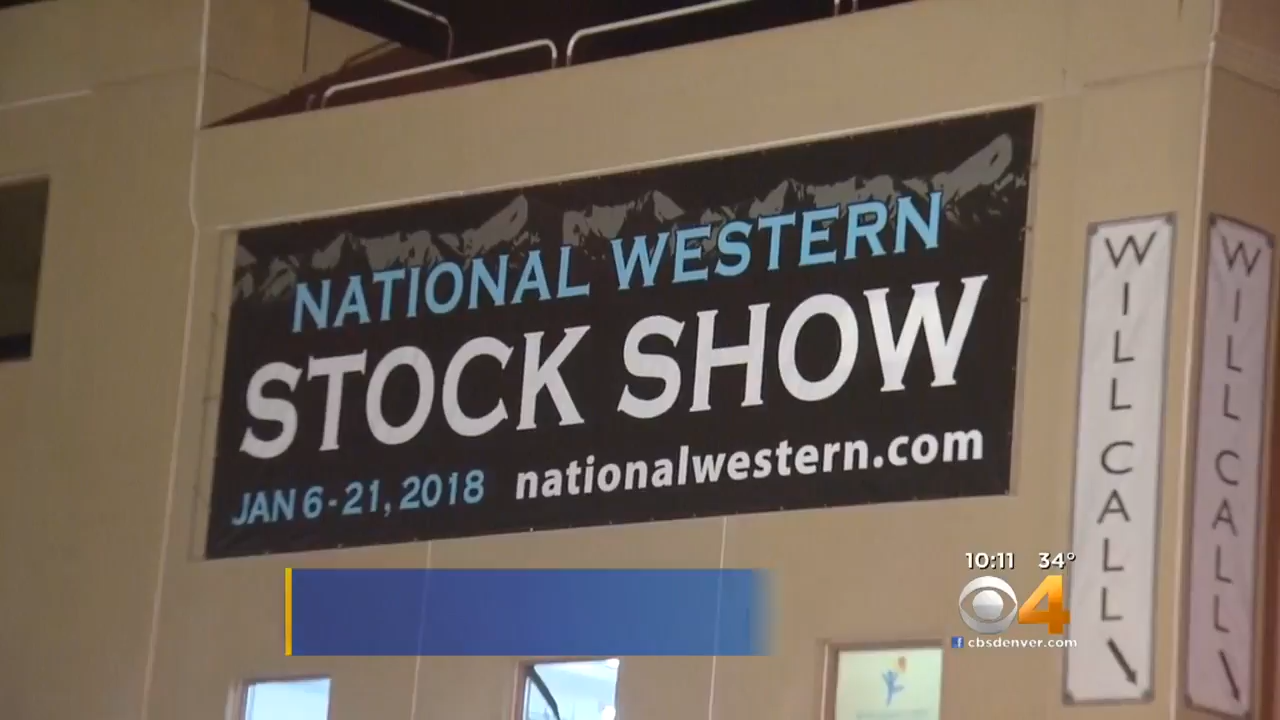 NATIONAL WESTERN
STOCK SHOW
JAN 6-21, 2018 nationalwestern.com
WILL CALL
WILL CALL
10:11 34°
4
f cbsdenver.com